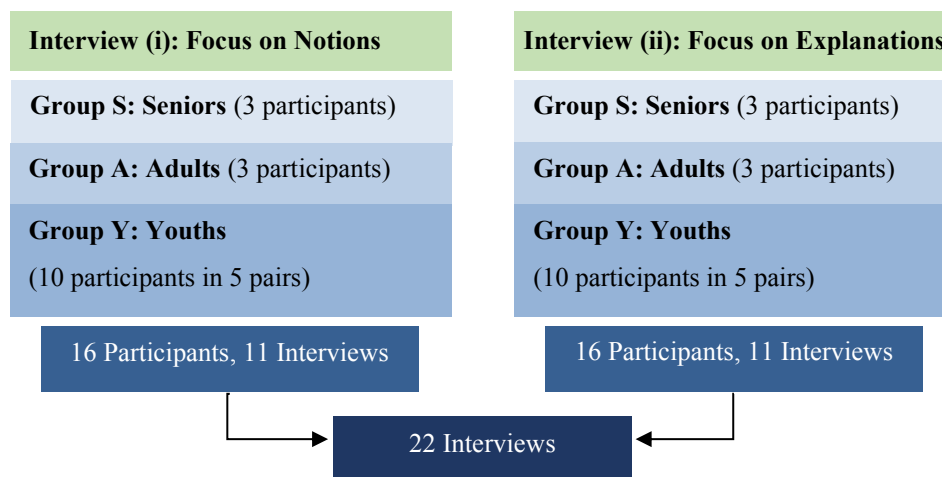 Interview (i): Focus on Notions
Group S: Seniors (3 participants)
Group A: Adults (3 participants)
Group Y: Youths
(10 participants in 5 pairs)
16 Participants, 11 Interviews
Interview (ii): Focus on Explanations
Group S: Seniors (3 participants)
Group A: Adults (3 participants)
Group Y: Youths
(10 participants in 5 pairs)
16 Participants, 11 Interviews
22 Interviews